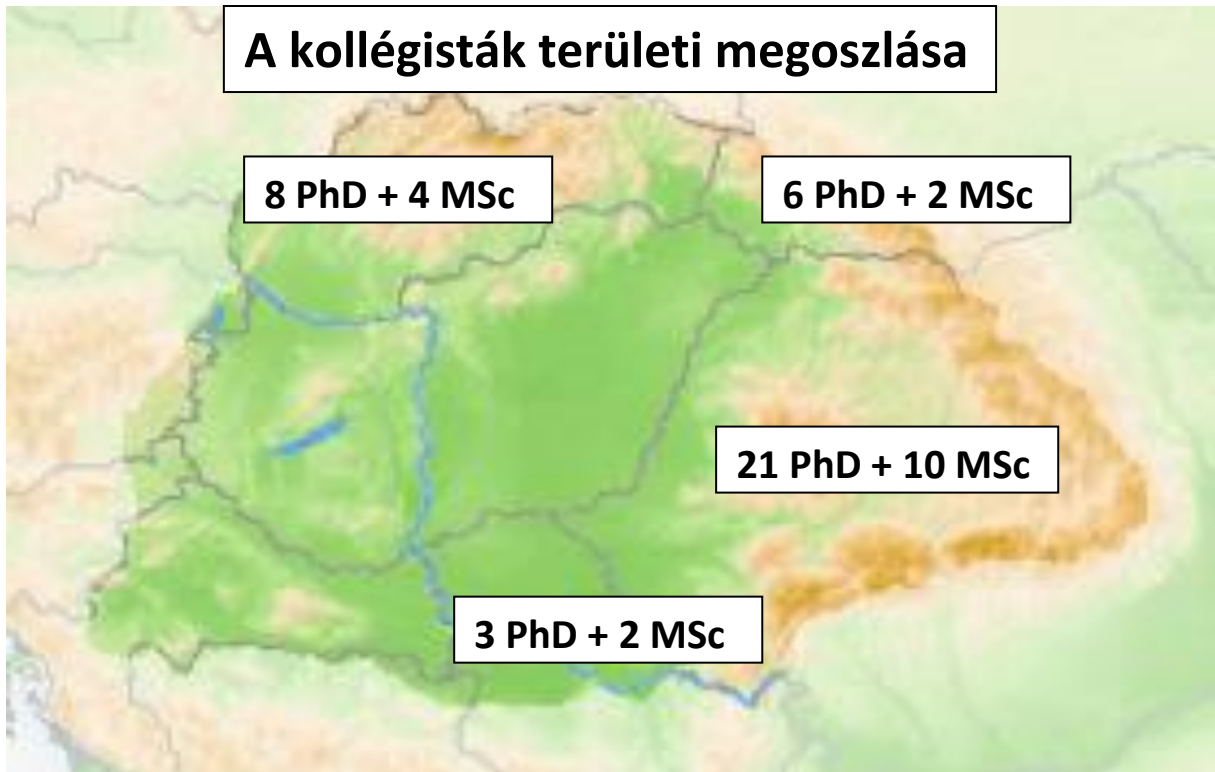 A kollégisták területi megoszlása
8 PhD + 4 MSc
6 PhD + 2 MSc
21 PhD + 10 MSc
3 PhD + 2 MSc